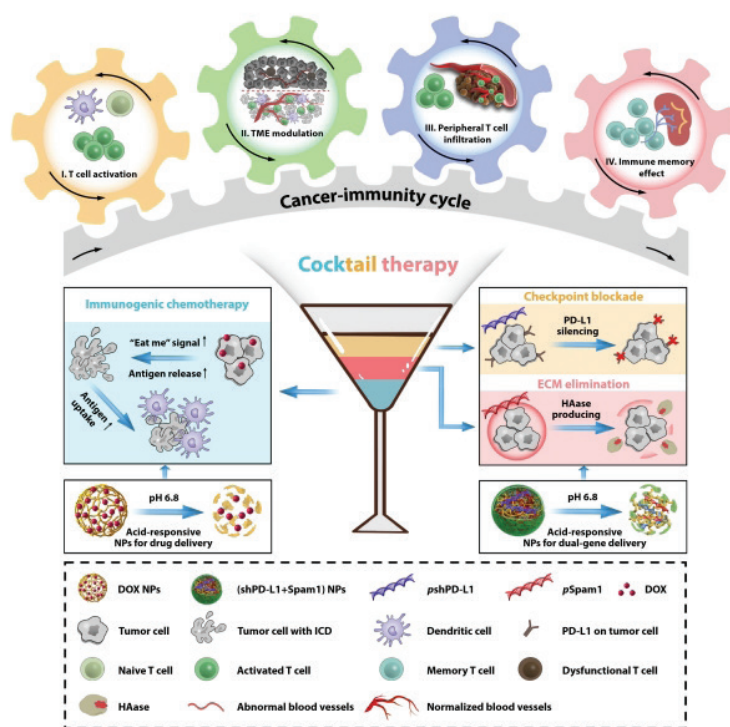 I. T cell activation
II. TME modulation
III. Peripheral T cell
infiltration
IV. Immune memory
effect
Cancer-immunity cycle
Cocktail therapy
Immunogenic chemotherapy
"Eat me" signal ↑
Antigen release ↑
Antigen
uptake ↑
pH 6.8
Acid-responsive
NPs for drug delivery
Checkpoint blockade
PD-L1
silencing
ECM elimination
HAase
producing
pH 6.8
Acid-responsive
NPs for dual-gene delivery
DOX NPs
(shPD-L1+Spam1) NPs
pshPD-L1
pSpam1
DOX
Tumor cell
Tumor cell with ICD
Dendritic cell
PD-L1 on tumor cell
Naive T cell
Activated T cell
Memory T cell
Dysfunctional T cell
HAase
Abnormal blood vessels
Normalized blood vessels